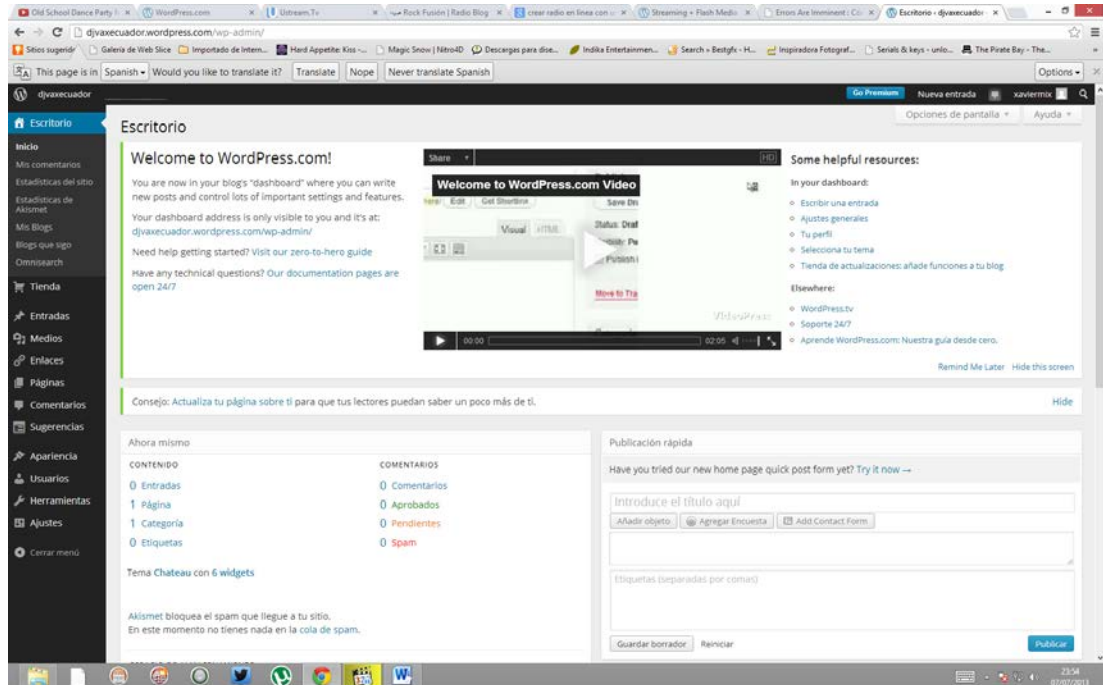 Old School Dance Party
WordPress.com
Ustream.Tv
Rock Fusión | Radio Blog
crear radio en línea con
Streaming + Flash Media
Errors Are Imminent: Co
Escritorio ‹ djvaxecuador
djvaxecuador.wordpress.com/wp-admin/
Galería de Web Slice
Importado de Intern...
Hard Appetite: Kiss -...
Magic Snow | Nitro4D
Descargas para dise...
Indika Entertainmen...
Search » Bestgfx - H...
Inspiradora Fotograf...
Serials & keys - unlo...
The Pirate Bay - The...
This page is in Spanish Would you like to translate it? Translate Nope Never translate Spanish Options
djvaxecuador Go Premium Nueva entrada xaviermix
Escritorio
Inicio
Mis comentarios
Estadísticas del sitio
Estadísticas de
Akismet
Mis Blogs
Blogs que sigo
Omnisearch
Tienda
Entradas
Medios
Enlaces
Páginas
Comentarios
Sugerencias
Apariencia
Usuarios
Herramientas
Ajustes
Cerrar menú
Opciones de pantalla Ayuda
Escritorio
Welcome to WordPress.com!
You are now in your blog's "dashboard" where you can write
new posts and control lots of important settings and features.
Your dashboard address is only visible to you and it's at:
djvaxecuador.wordpress.com/wp-admin/
Need help getting started? Visit our zero-to-hero guide
Have any technical questions? Our documentation pages are
open 24/7
Share HD
Welcome to WordPress.com Video
Edit Get Shortlink
Visual HTML
Status: Draf
Publish
Move to Tra
VideoPress
00:00 02:05
Some helpful resources:
In your dashboard:
Escribir una entrada
Ajustes generales
Tu perfil
Selecciona tu tema
Tienda de actualizaciones: añade funciones a tu blog
Elsewhere:
WordPress.tv
Soporte 24/7
Aprende WordPress.com: Nuestra guía desde cero.
Remind Me Later Hide this screen
Consejo: Actualiza tu página sobre ti para que tus lectores puedan saber un poco más de ti. Hide
Ahora mismo
CONTENIDO COMENTARIOS
0 Entradas 0 Comentarios
1 Página 0 Aprobados
1 Categoría 0 Pendientes
0 Etiquetas 0 Spam
Tema Chateau con 6 widgets
Akismet bloquea el spam que llegue a tu sitio.
En este momento no tienes nada en la cola de spam.
Publicación rápida
Have you tried our new home page quick post form yet? Try it now →
Introduce el título aquí
Añadir objeto Agregar Encuesta Add Contact Form
Etiquetas (separadas por comas)
Guardar borrador Reiniciar Publicar
23:54
07/07/2013